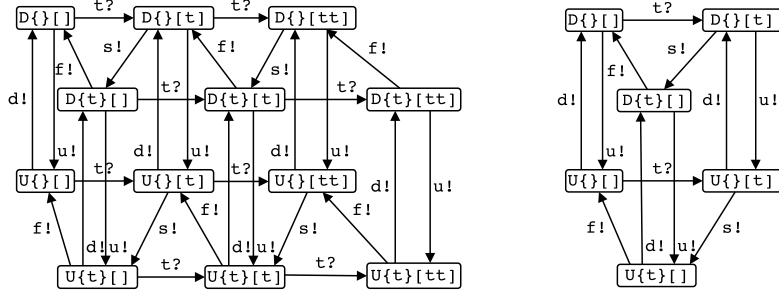 t? t? t?
D{}[] D{}[t] D{}[tt] D{}[] D{}[t]
f! s! f! s! f! f! s!
d! D{t}[] t? D{t}[t] t? D{t}[tt] d! D{t}[] d! u!
u! d! u! d! u! d! u! u!
t? t? t?
U{}[] U{}[t] U{}[tt] U{}[] U{}[t]
f! s! f! s! f! f! s!
d! u! d! u! d! u!
U{t}[] t? U{t}[t] t? U{t}[tt] U{t}[]